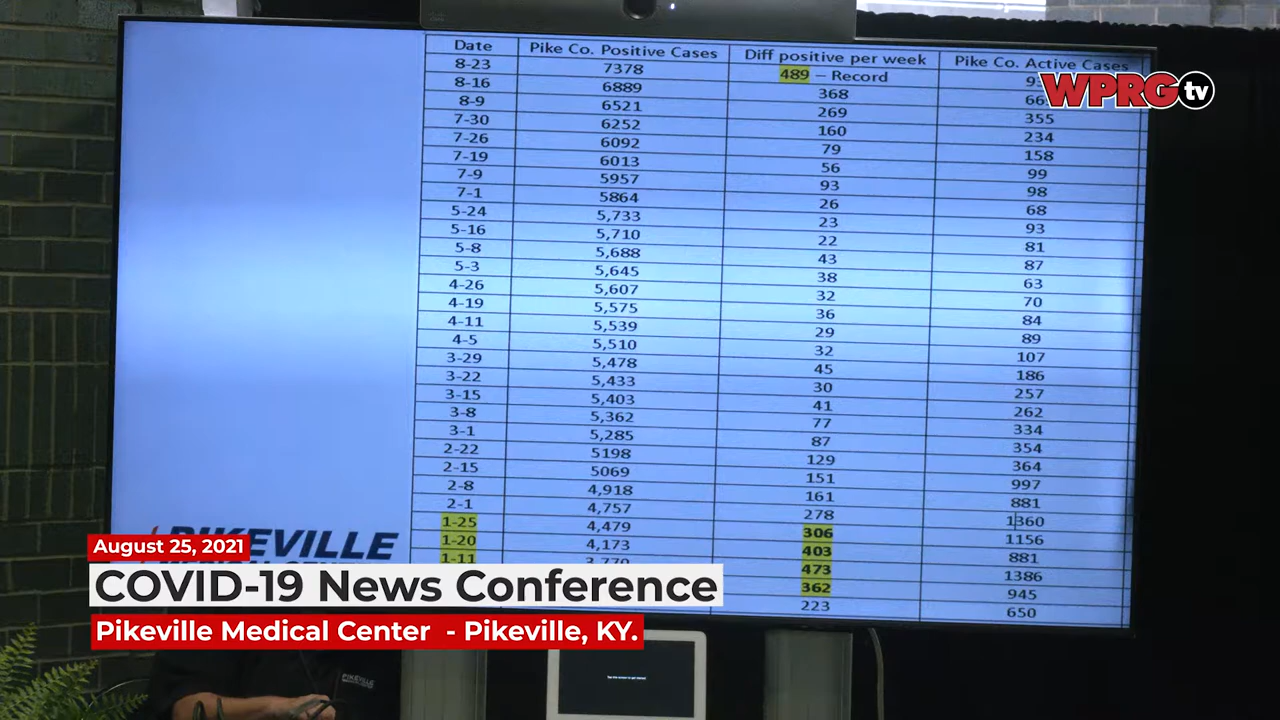 Date Pike Co. Positive Cases Diff positive per week Pike Co. Active Cases
8-23 7378 489 – Record
8-16 6889 368
8-9 6521 269 355
7-30 6252 160 234
7-26 6092 79 158
7-19 6013 56 99
7-9 5957 93 98
7-1 5864 26 68
5-24 5,733 23 93
5-16 5,710 22 81
5-8 5,688 43 87
5-3 5,645 38 63
4-26 5,607 32 70
4-19 5,575 36 84
4-11 5,539 29 89
4-5 5,510 32 107
3-29 5,478 45 186
3-22 5,433 30 257
3-15 5,403 41 262
3-8 5,362 77 334
3-1 5,285 87 354
2-22 5198 129 364
2-15 5069 151 997
2-8 4,918 161 881
2-1 4,757 278 1360
1-25 4,479 306 1156
1-20 4,173 403 881
1-11 3,770 473 1386
362 945
223 650
WPRG tv
PIKEVILLE
August 25, 2021
COVID-19 News Conference
Pikeville Medical Center - Pikeville, KY.
PIKEVILLE